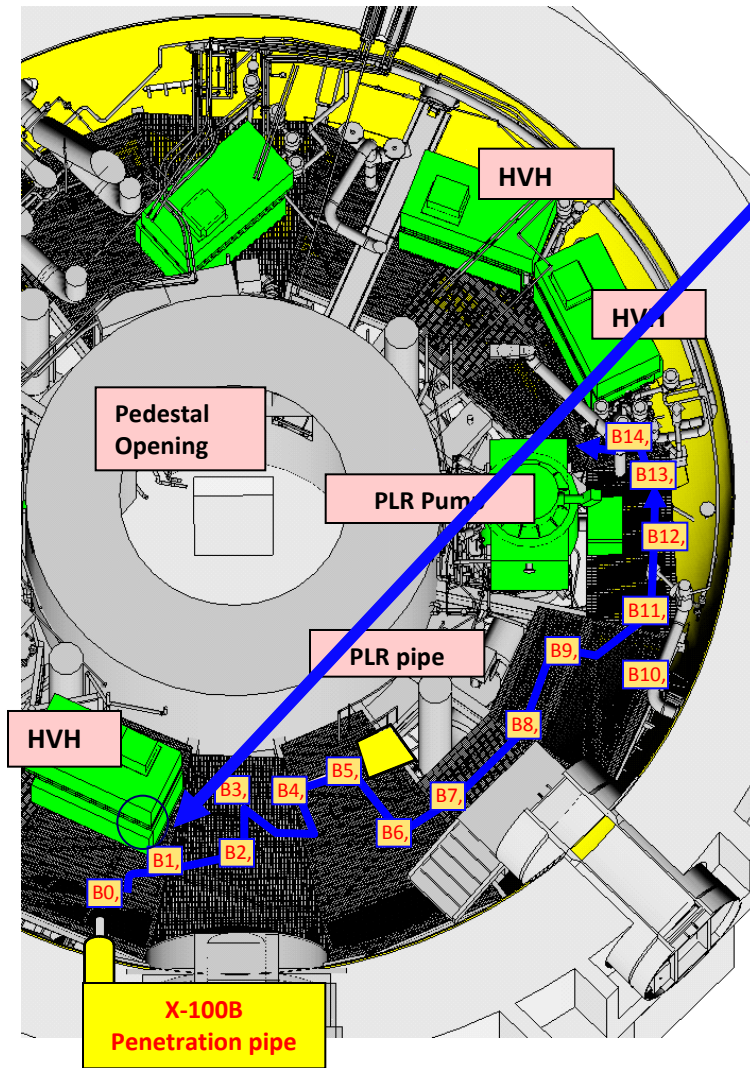 HVH
HVH
Pedestal
Opening
B14,
B13,
PLR Pump
B12,
B11,
PLR pipe
B9,
B10,
HVH
B8,
B5,
B3,
B4,
B7,
B6,
B2,
B1,
B0,
X-100B
Penetration pipe